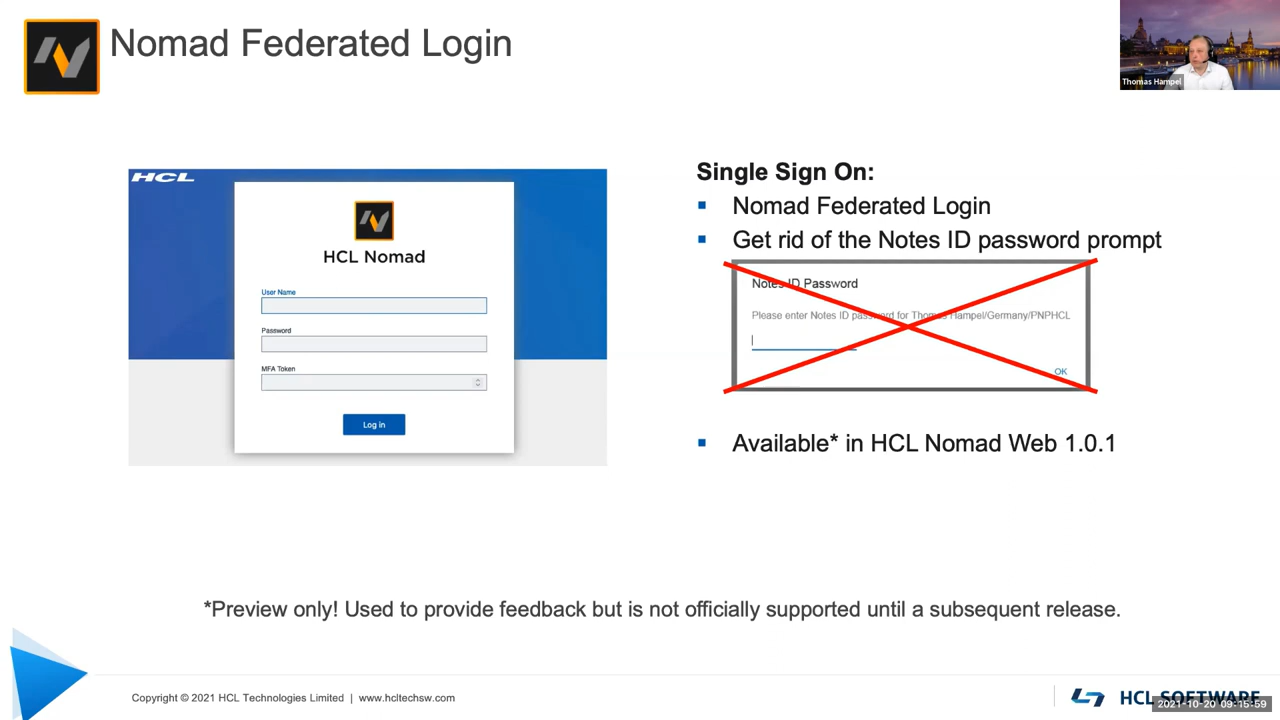 Nomad Federated Login
Thomas Hampel
HCL
HCL Nomad
User Name
Password
MFA Token
Log in
Single Sign On:
Nomad Federated Login
Get rid of the Notes ID password prompt
Notes ID Password
Please enter Notes ID password for Thomas Hampel/Germany/PNPHCL
OK
Available* in HCL Nomad Web 1.0.1
*Preview only! Used to provide feedback but is not officially supported until a subsequent release.
Copyright © 2021 HCL Technologies Limited | www.hcltechsw.com
HCL SOFTWARE
2021-10-20 09:15:59